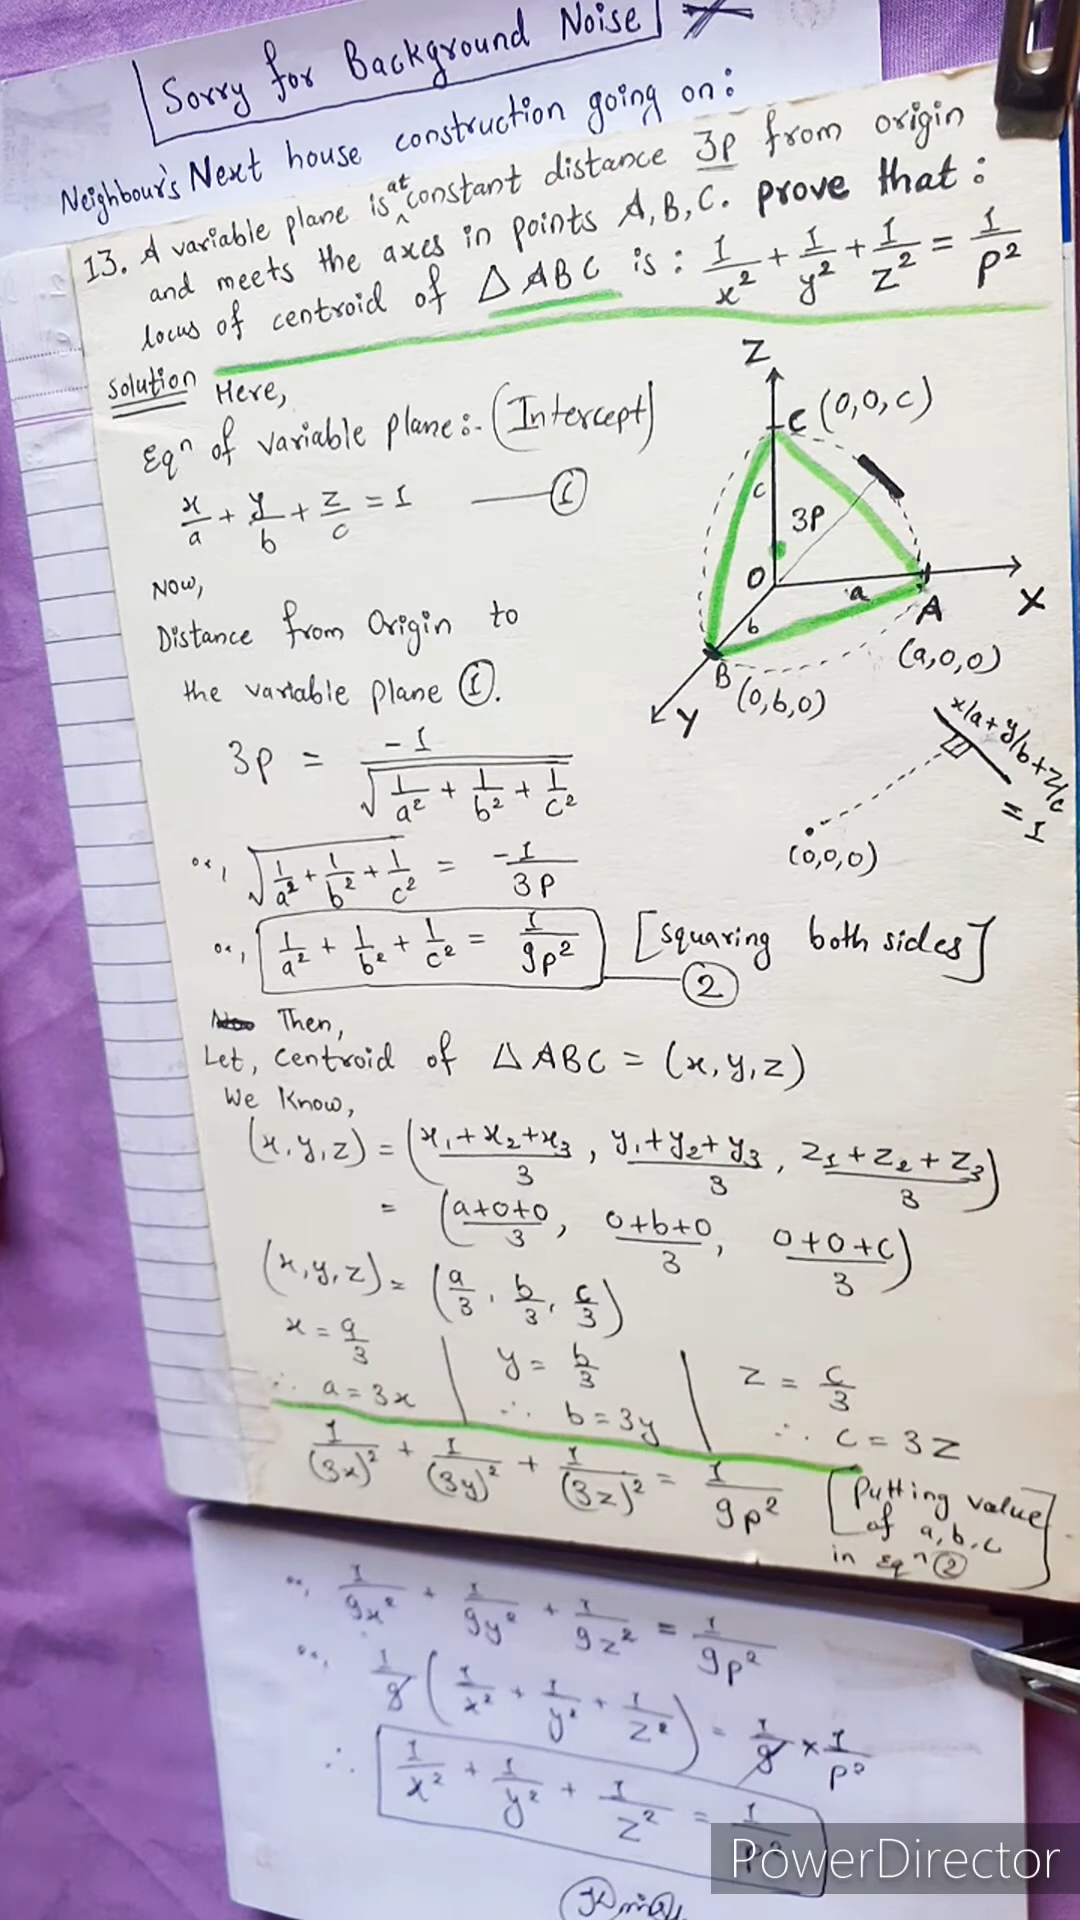 Sorry for Background Noise
Neighbour's Next house construction going on:
13. A variable plane is at constant distance 3p from origin
and meets the axes in points A, B, C. prove that:
locus of centroid of △ ABC is: 1/x² + 1/y² + 1/z² = 1/p²
Solution Here,
Eqⁿ of variable plane:- (Intercept)
x/a + y/b + z/c = 1 —— ①
Now,
Distance from Origin to
the variable plane ①.
3p = -1/√(1/a² + 1/b² + 1/c²)
or, √(1/a² + 1/b² + 1/c²) = -1/3p
or, 1/a² + 1/b² + 1/c² = 1/9p² [squaring both sides]
②
Then,
Let, centroid of △ ABC = (x, y, z)
We Know,
(x, y, z) = ((x₁ + x₂ + x₃)/3, (y₁ + y₂ + y₃)/3, (z₁ + z₂ + z₃)/3)
= ((a+0+0)/3, (0+b+0)/3, (0+0+c)/3)
(x, y, z) = (a/3, b/3, c/3)
x = a/3 | y = b/3 | z = c/3
∴ a = 3x | ∴ b = 3y | ∴ c = 3z
1/(3x)² + 1/(3y)² + 1/(3z)² = 1/9p² [Putting value
of a, b, c
in Eqⁿ ②]
or, 1/9x² + 1/9y² + 1/9z² = 1/9p²
or, 1/9 (1/x² + 1/y² + 1/z²) = 1/9 × 1/p²
∴ 1/x² + 1/y² + 1/z² = 1/p²
Z
C (0,0,c)
c
3P
O
a
X
b
A
(a,0,0)
B (0,b,0)
Y
x/a + y/b + z/c
= 1
(0,0,0)
PowerDirector